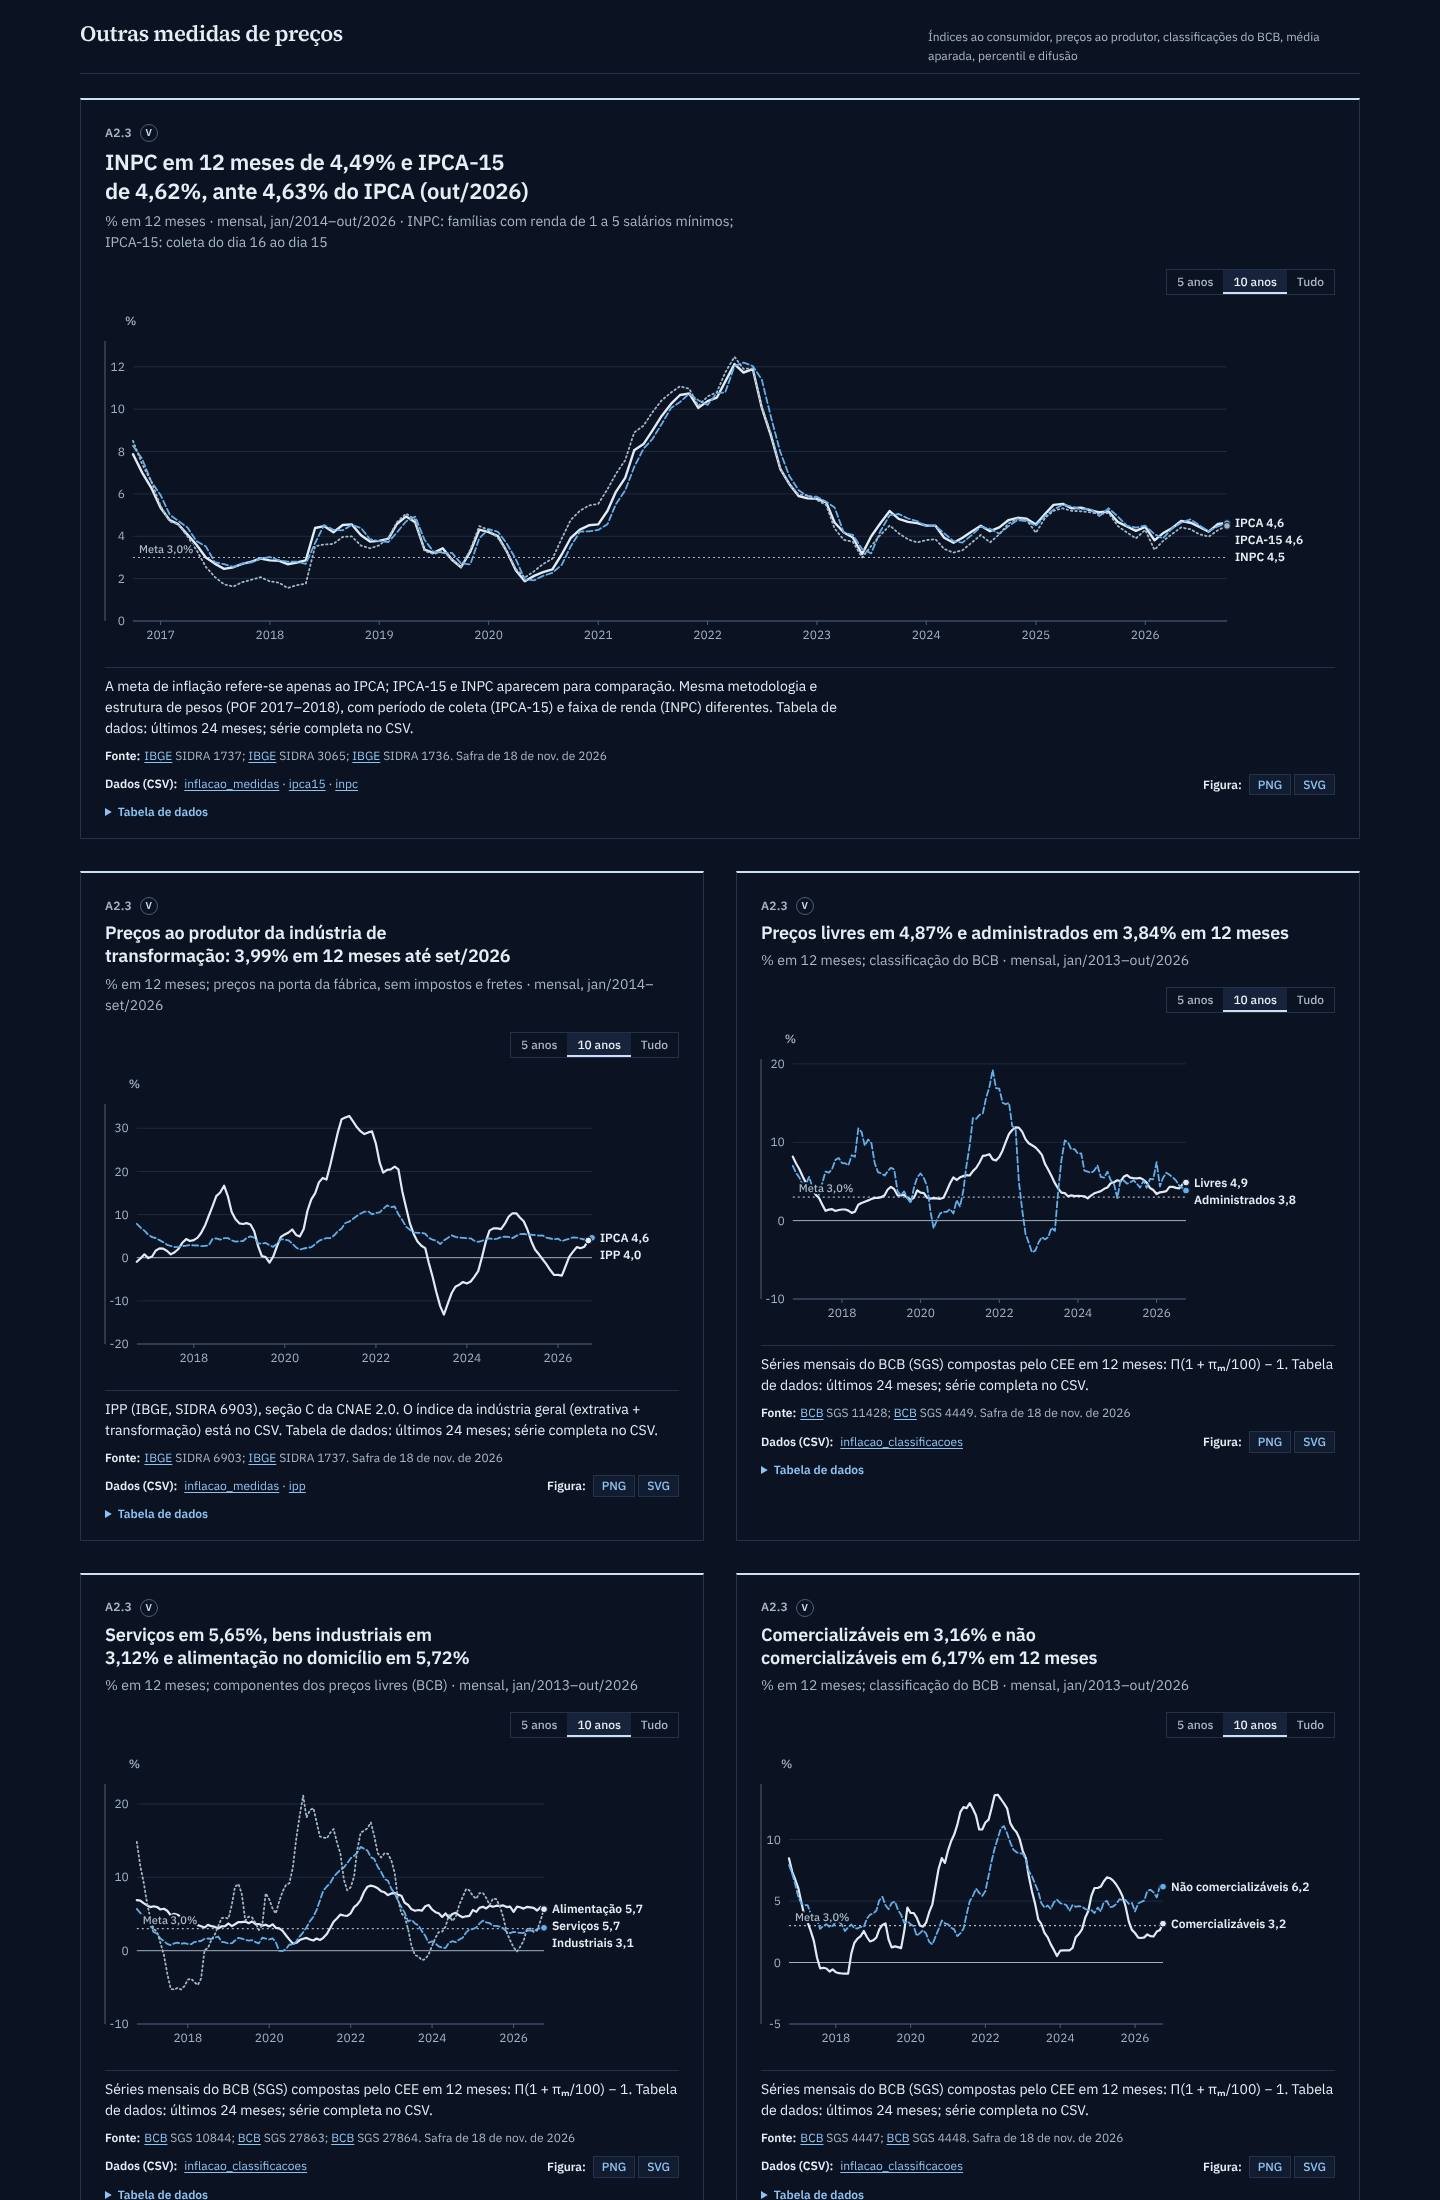 Outras medidas de preços
Índices ao consumidor, preços ao produtor, classificações do BCB, média
aparada, percentil e difusão
A2.3 V
INPC em 12 meses de 4,49% e IPCA-15
de 4,62%, ante 4,63% do IPCA (out/2026)
% em 12 meses · mensal, jan/2014–out/2026 · INPC: famílias com renda de 1 a 5 salários mínimos;
IPCA-15: coleta do dia 16 ao dia 15
5 anos 10 anos Tudo
%
12
10
8
6
4
2
0
Meta 3,0%
IPCA 4,6
IPCA-15 4,6
INPC 4,5
2017 2018 2019 2020 2021 2022 2023 2024 2025 2026
A meta de inflação refere-se apenas ao IPCA; IPCA-15 e INPC aparecem para comparação. Mesma metodologia e
estrutura de pesos (POF 2017–2018), com período de coleta (IPCA-15) e faixa de renda (INPC) diferentes. Tabela de
dados: últimos 24 meses; série completa no CSV.
Fonte: IBGE SIDRA 1737; IBGE SIDRA 3065; IBGE SIDRA 1736. Safra de 18 de nov. de 2026
Dados (CSV): inflacao_medidas · ipca15 · inpc
Figura: PNG SVG
▶ Tabela de dados
A2.3 V
Preços ao produtor da indústria de
transformação: 3,99% em 12 meses até set/2026
% em 12 meses; preços na porta da fábrica, sem impostos e fretes · mensal, jan/2014–
set/2026
5 anos 10 anos Tudo
%
30
20
10
0
-10
-20
IPCA 4,6
IPP 4,0
2018 2020 2022 2024 2026
IPP (IBGE, SIDRA 6903), seção C da CNAE 2.0. O índice da indústria geral (extrativa +
transformação) está no CSV. Tabela de dados: últimos 24 meses; série completa no CSV.
Fonte: IBGE SIDRA 6903; IBGE SIDRA 1737. Safra de 18 de nov. de 2026
Dados (CSV): inflacao_medidas · ipp
Figura: PNG SVG
▶ Tabela de dados
A2.3 V
Preços livres em 4,87% e administrados em 3,84% em 12 meses
% em 12 meses; classificação do BCB · mensal, jan/2013–out/2026
5 anos 10 anos Tudo
%
20
10
0
-10
Meta 3,0%
Livres 4,9
Administrados 3,8
2018 2020 2022 2024 2026
Séries mensais do BCB (SGS) compostas pelo CEE em 12 meses: Π(1 + πₘ/100) − 1. Tabela
de dados: últimos 24 meses; série completa no CSV.
Fonte: BCB SGS 11428; BCB SGS 4449. Safra de 18 de nov. de 2026
Dados (CSV): inflacao_classificacoes
Figura: PNG SVG
▶ Tabela de dados
A2.3 V
Serviços em 5,65%, bens industriais em
3,12% e alimentação no domicílio em 5,72%
% em 12 meses; componentes dos preços livres (BCB) · mensal, jan/2013–out/2026
5 anos 10 anos Tudo
%
20
10
0
-10
Meta 3,0%
Alimentação 5,7
Serviços 5,7
Industriais 3,1
2018 2020 2022 2024 2026
Séries mensais do BCB (SGS) compostas pelo CEE em 12 meses: Π(1 + πₘ/100) − 1. Tabela
de dados: últimos 24 meses; série completa no CSV.
Fonte: BCB SGS 10844; BCB SGS 27863; BCB SGS 27864. Safra de 18 de nov. de 2026
Dados (CSV): inflacao_classificacoes
Figura: PNG SVG
▶ Tabela de dados
A2.3 V
Comercializáveis em 3,16% e não
comercializáveis em 6,17% em 12 meses
% em 12 meses; classificação do BCB · mensal, jan/2013–out/2026
5 anos 10 anos Tudo
%
10
5
0
-5
Meta 3,0%
Não comercializáveis 6,2
Comercializáveis 3,2
2018 2020 2022 2024 2026
Séries mensais do BCB (SGS) compostas pelo CEE em 12 meses: Π(1 + πₘ/100) − 1. Tabela
de dados: últimos 24 meses; série completa no CSV.
Fonte: BCB SGS 4447; BCB SGS 4448. Safra de 18 de nov. de 2026
Dados (CSV): inflacao_classificacoes
Figura: PNG SVG
▶ Tabela de dados